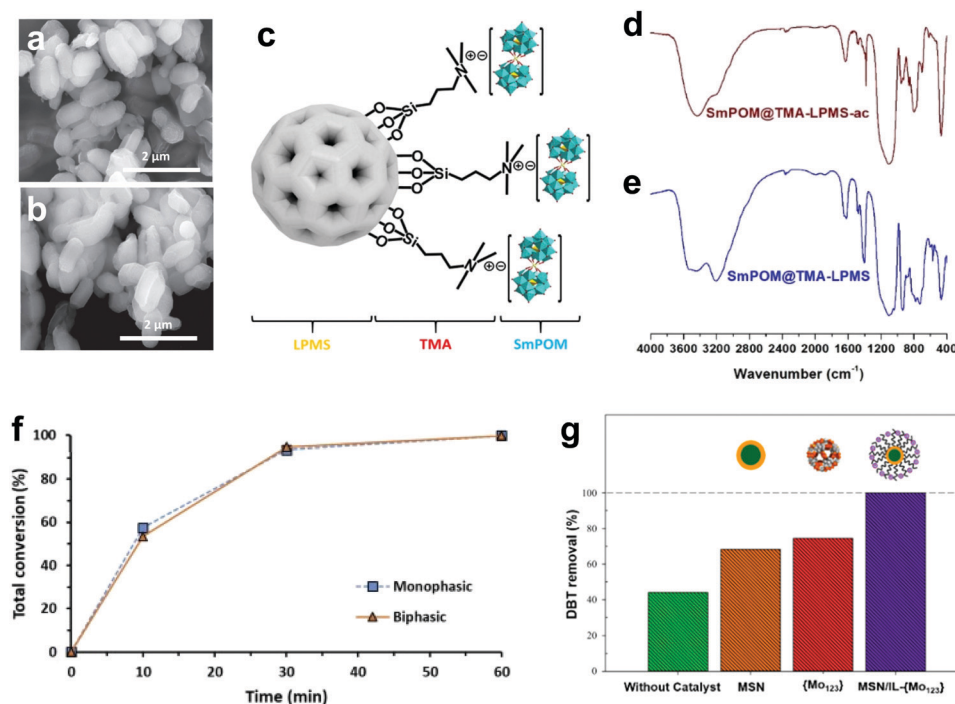 a
2 μm
b
2 μm
c
O
O
O
Si
N
⊕⊖
O
O
O
Si
N
⊕⊖
O
O
O
Si
N
⊕⊖
LPMS
TMA
SmPOM
d
SmPOM@TMA-LPMS-ac
e
SmPOM@TMA-LPMS
4000 3600 3200 2800 2400 2000 1600 1200 800 400
Wavenumber (cm⁻¹)
f
Total conversion (%)
100
80
60
40
20
0
Monophasic
Biphasic
0 10 20 30 40 50 60
Time (min)
g
DBT removal (%)
100
80
60
40
20
0
Without Catalyst MSN {Mo₁₂₃} MSN/IL-{Mo₁₂₃}